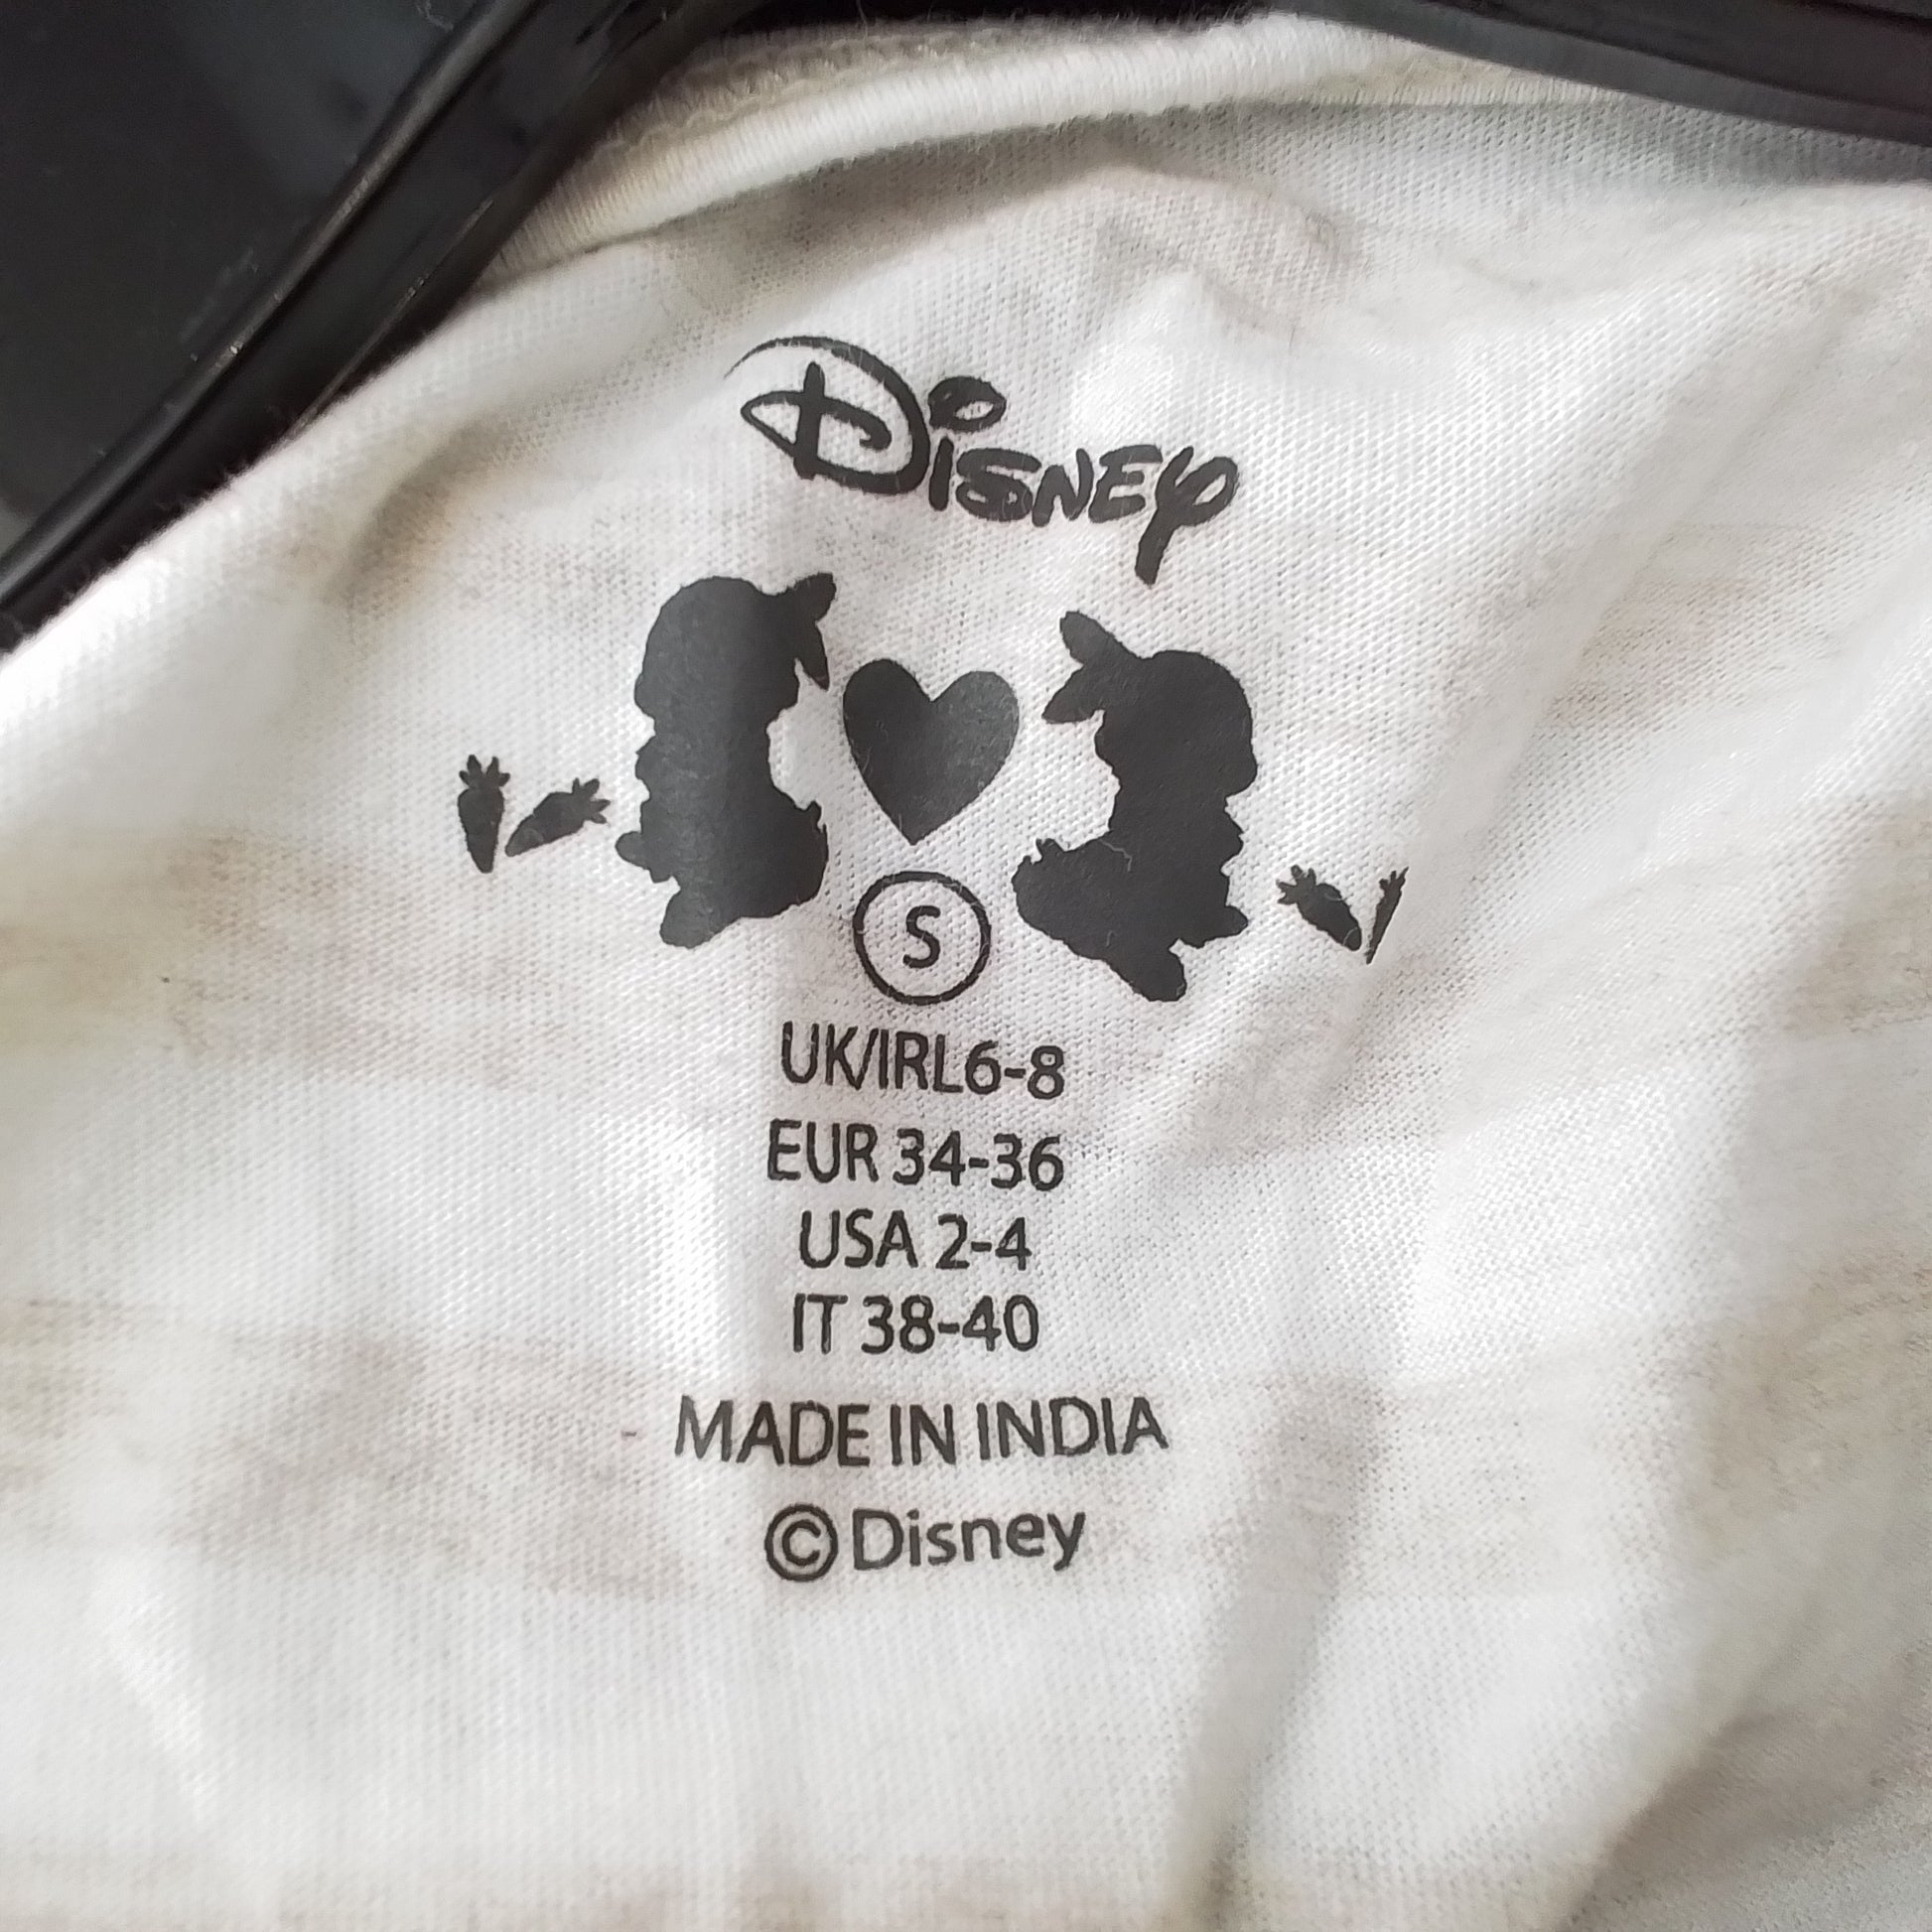 Disney
S
UK/IRL6-8
EUR 34-36
USA 2-4
IT 38-40
MADE IN INDIA
©Disney